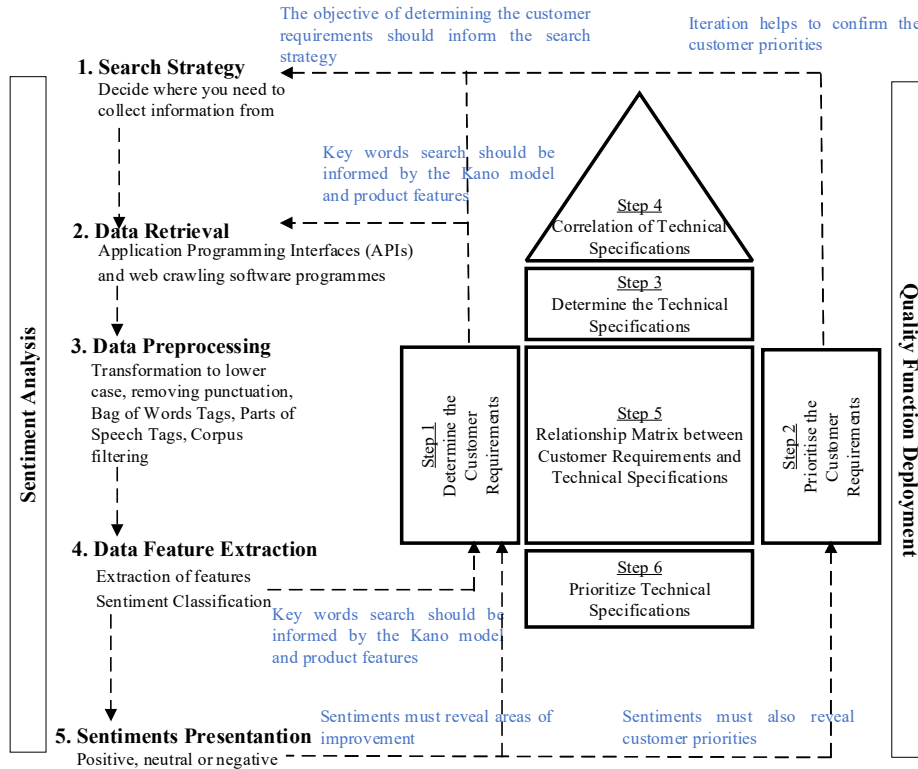 The objective of determining the customer
requirements should inform the search
strategy
Iteration helps to confirm the
customer priorities
1. Search Strategy
Decide where you need to
collect information from
Key words search should be
informed by the Kano model
and product features
2. Data Retrieval
Application Programming Interfaces (APIs)
and web crawling software programmes
3. Data Preprocessing
Transformation to lower
case, removing punctuation,
Bag of Words Tags, Parts of
Speech Tags, Corpus
filtering
4. Data Feature Extraction
Extraction of features
Sentiment Classification
Key words search should be
informed by the Kano model
and product features
5. Sentiments Presentantion
Positive, neutral or negative
Sentiments must reveal areas of
improvement
Sentiments must also reveal
customer priorities
Sentiment Analysis
Step 4
Correlation of Technical
Specifications
Step 3
Determine the Technical
Specifications
Step 1
Determine the
Customer
Requirements
Step 5
Relationship Matrix between
Customer Requirements and
Technical Specifications
Step 2
Prioritise the
Customer
Requirements
Step 6
Prioritize Technical
Specifications
Quality Function Deployment